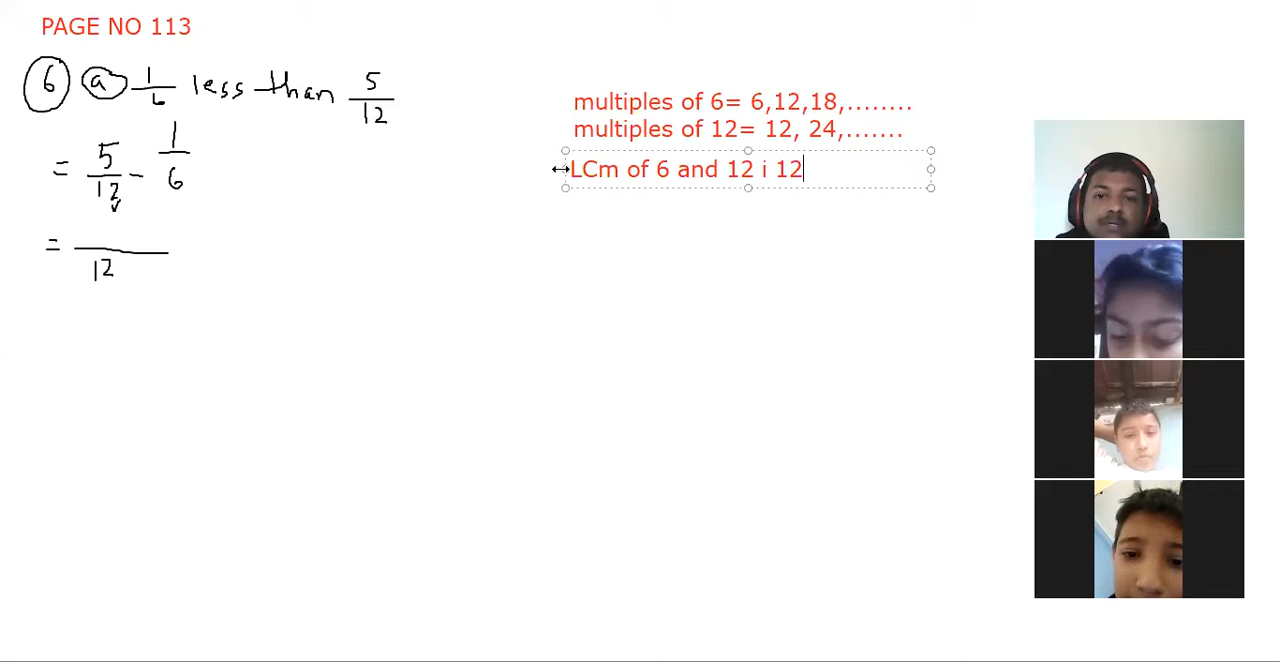 PAGE NO 113
6 a 1/6 less than 5/12
= 5/12 - 1/6
= /12
multiples of 6= 6,12,18,........
multiples of 12= 12, 24,.......
LCm of 6 and 12 i 12